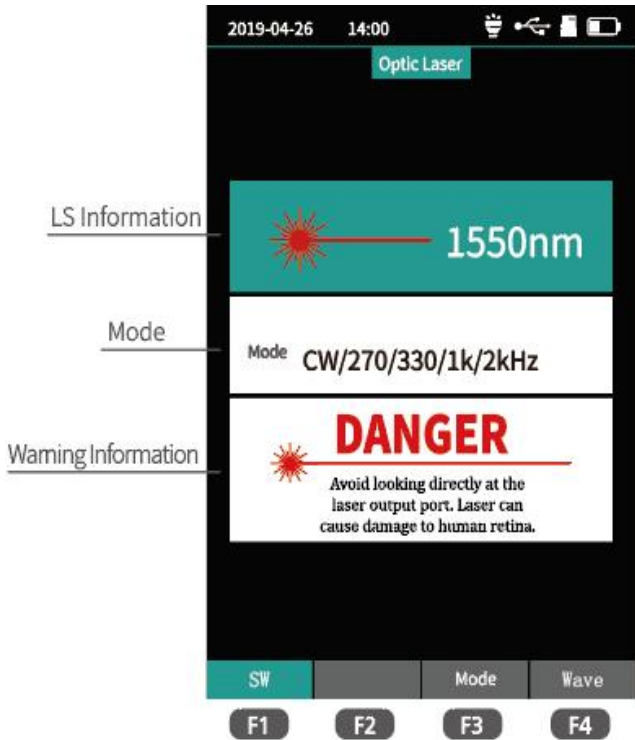 2019-04-26 14:00
Optic Laser
LS Information
1550nm
Mode
Mode CW/270/330/1k/2kHz
Warning Information
DANGER
Avoid looking directly at the
laser output port. Laser can
cause damage to human retina.
SW Mode Wave
F1 F2 F3 F4